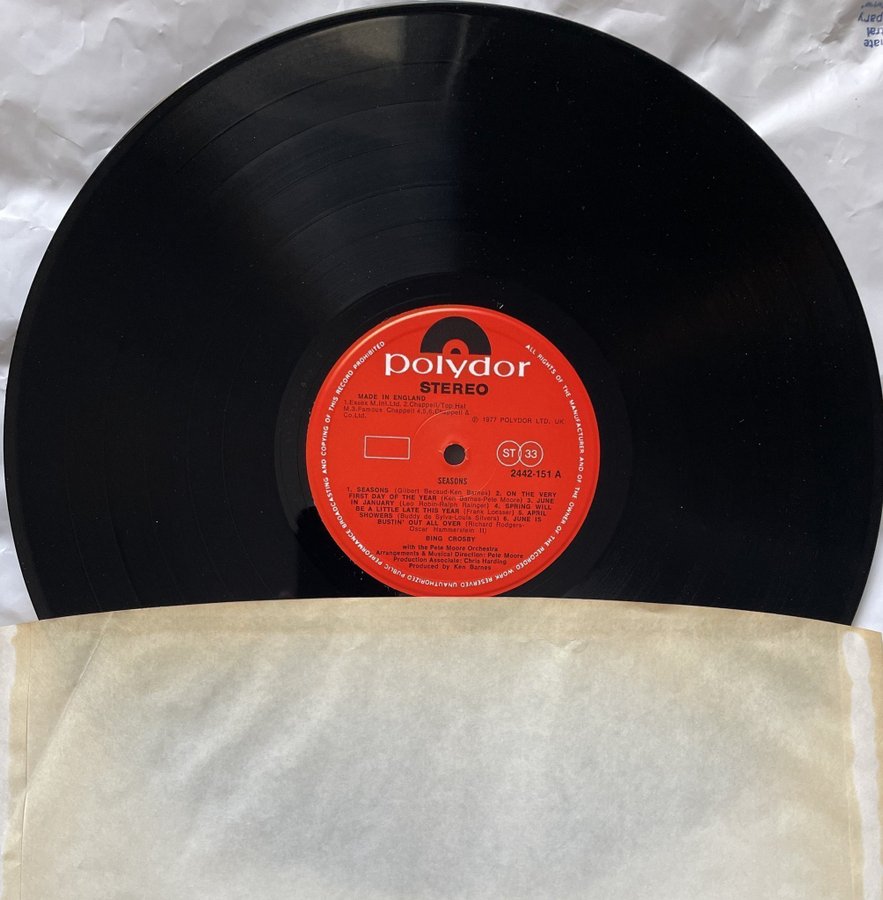 polydor
STEREO
MADE IN ENGLAND
1.Essex M.Int.Ltd. 2.Chappell/Top Hat
M.3.Famous Chappell 4,5,6.Chappell &
Co.Ltd.
Ⓟ 1977 POLYDOR LTD. UK
ST 33
2442-151 A
SEASONS
1. SEASONS (Gilbert Becaud-Ken Barnes) 2. ON THE VERY
FIRST DAY OF THE YEAR (Ken Barnes-Pete Moore) 3. JUNE
IN JANUARY (Leo Robin-Ralph Rainger) 4. SPRING WILL
BE A LITTLE LATE THIS YEAR (Frank Loesser) 5. APRIL
SHOWERS (Buddy de Sylva-Louis Silvers) 6. JUNE IS
BUSTIN' OUT ALL OVER (Richard Rodgers-
Oscar Hammerstein II)
BING CROSBY
with the Pete Moore Orchestra
Arrangements & Musical Direction: Pete Moore
Production Associate: Chris Harding
Produced by Ken Barnes
ALL RIGHTS OF THE MANUFACTURER AND OF THE OWNER OF THE RECORDED WORK RESERVED UNAUTHORIZED PUBLIC PERFORMANCE BROADCASTING AND COPYING OF THIS RECORD PROHIBITED